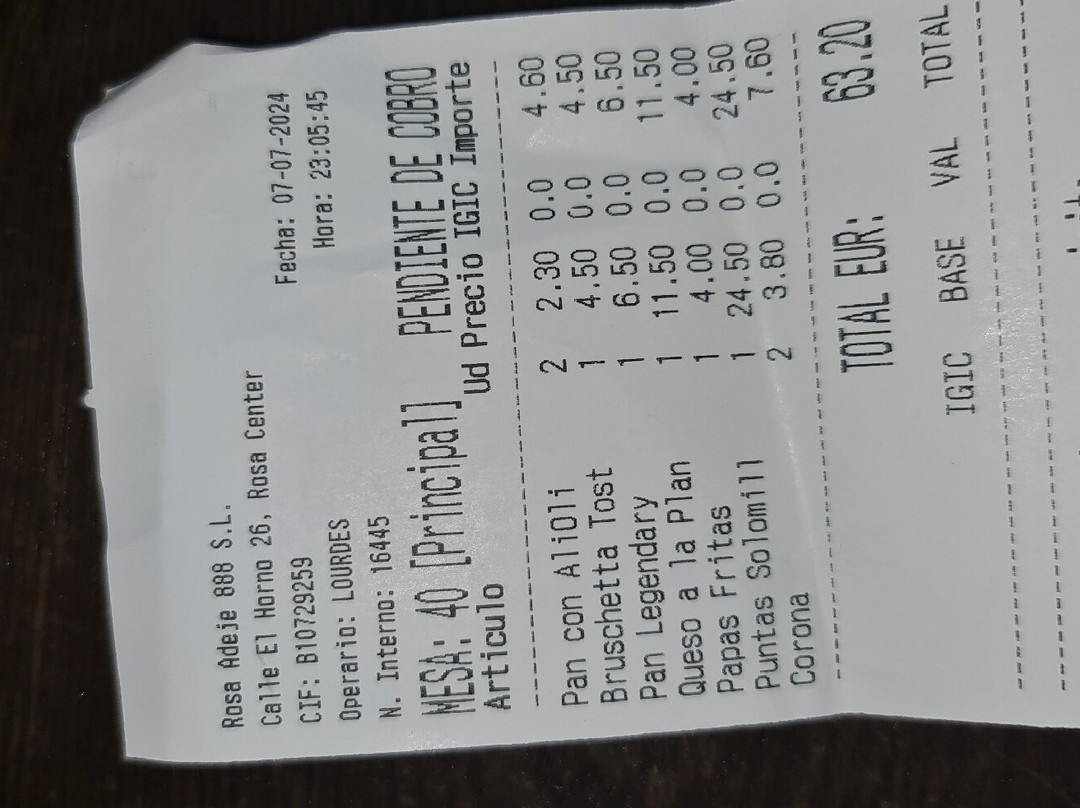 Rosa Adeje 888 S.L.
Calle El Horno 26, Rosa Center
CIF: B10729259 Fecha: 07-07-2024
Operario: LOURDES Hora: 23:05:45
N. Interno: 16445
MESA: 40 [Principal] PENDIENTE DE COBRO
Articulo Ud Precio IGIC Importe
Pan con Alioli 2 2.30 0.0 4.60
Bruschetta Tost 1 4.50 0.0 4.50
Pan Legendary 1 6.50 0.0 6.50
Queso a la Plan 1 11.50 0.0 11.50
Papas Fritas 1 4.00 0.0 4.00
Puntas Solomill 1 24.50 0.0 24.50
Corona 2 3.80 0.0 7.60
TOTAL EUR: 63.20
IGIC BASE VAL TOTAL